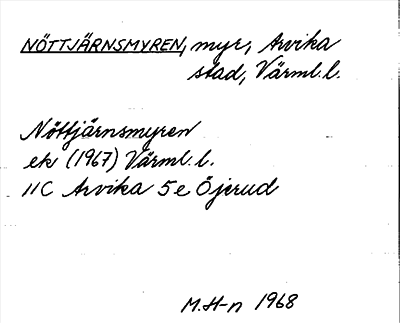 NÖTTJÄRNSMYREN, myr, Arvika
stad, Värml. l.
Nöttjärnsmyren
ek (1967) Värml. l.
11C Arvika 5e Öjerud
M.H-n 1968